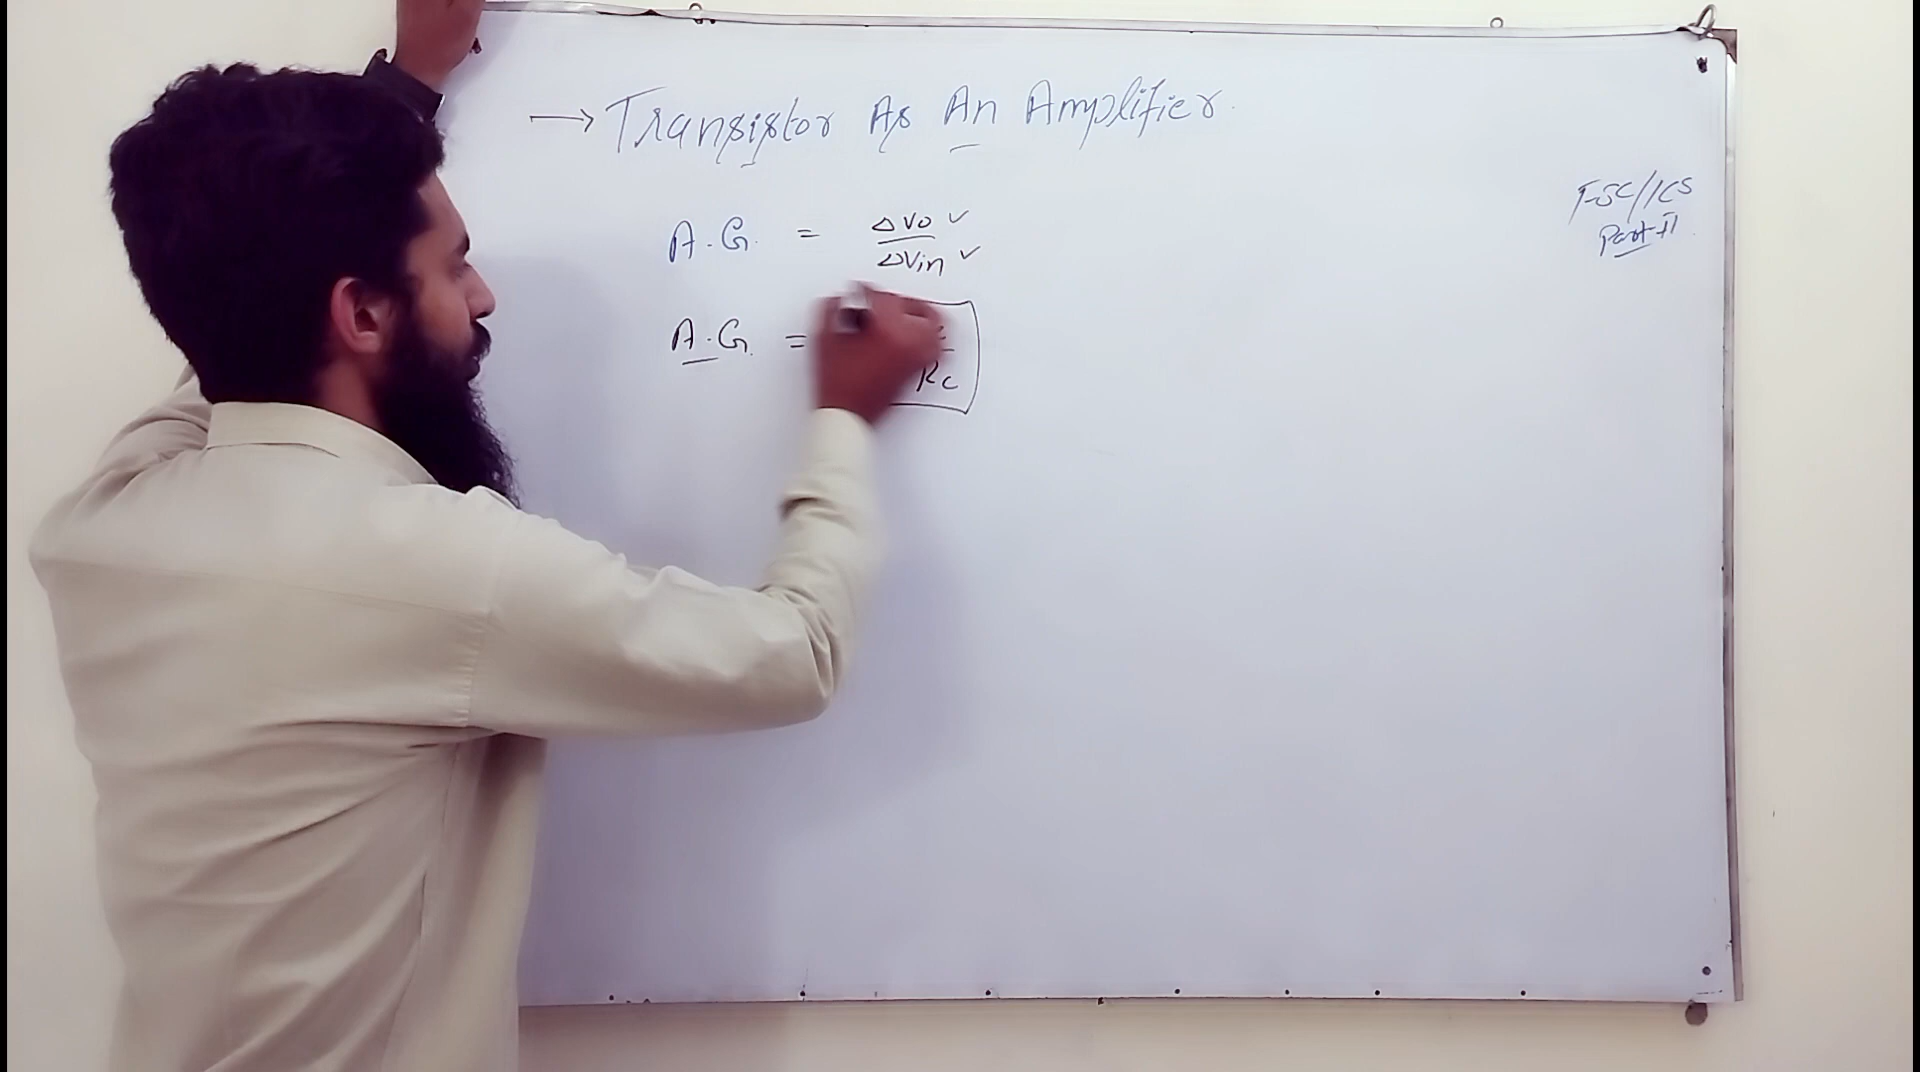 → Transistor As An Amplifier.
F-SC/ICS
Part-II
A.G. = ΔVo ✓
ΔVin ✓
A.G. =
Rc